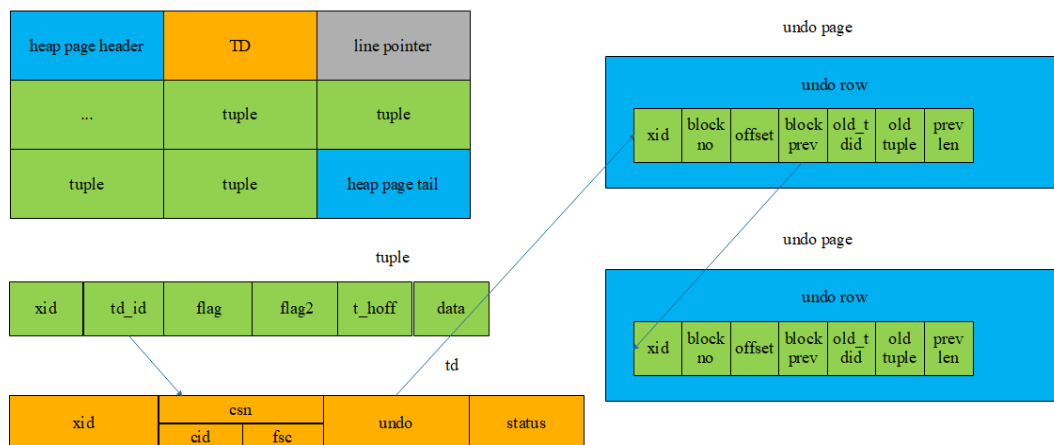 heap page header
TD
line pointer
...
tuple
tuple
tuple
tuple
heap page tail
tuple
xid
td_id
flag
flag2
t_hoff
data
td
xid
csn
cid
fsc
undo
status
undo page
undo row
xid
block
no
offset
block
prev
old_t
did
old
tuple
prev
len
undo page
undo row
xid
block
no
offset
block
prev
old_t
did
old
tuple
prev
len